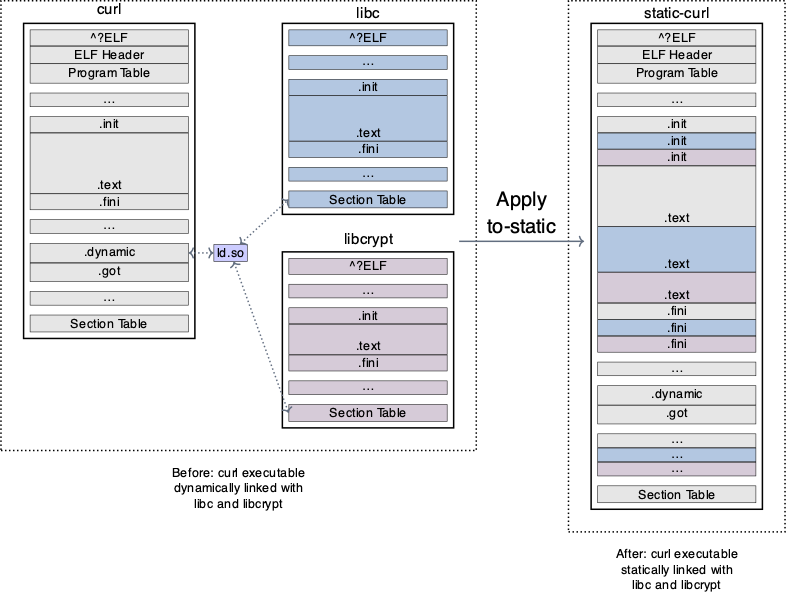 curl
^?ELF
ELF Header
Program Table
...
.init
.text
.fini
...
.dynamic
.got
...
Section Table
ld.so
libc
^?ELF
...
.init
.text
.fini
...
Section Table
libcrypt
^?ELF
...
.init
.text
.fini
...
Section Table
Before: curl executable
dynamically linked with
libc and libcrypt
Apply
to-static
static-curl
^?ELF
ELF Header
Program Table
...
.init
.init
.init
.text
.text
.text
.fini
.fini
.fini
...
.dynamic
.got
...
...
...
Section Table
After: curl executable
statically linked with
libc and libcrypt